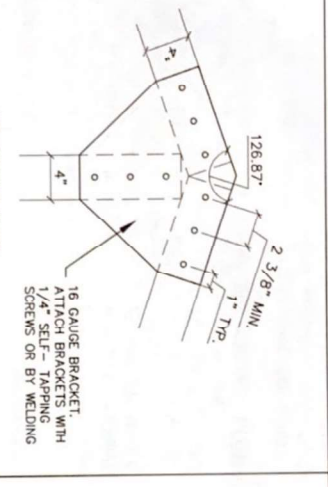 126.87°
2 3/8" MIN.
1" TYP.
4"
4"
16 GAUGE BRACKET,
ATTACH BRACKETS WITH
1/4" SELF- TAPPING
SCREWS OR BY WELDING